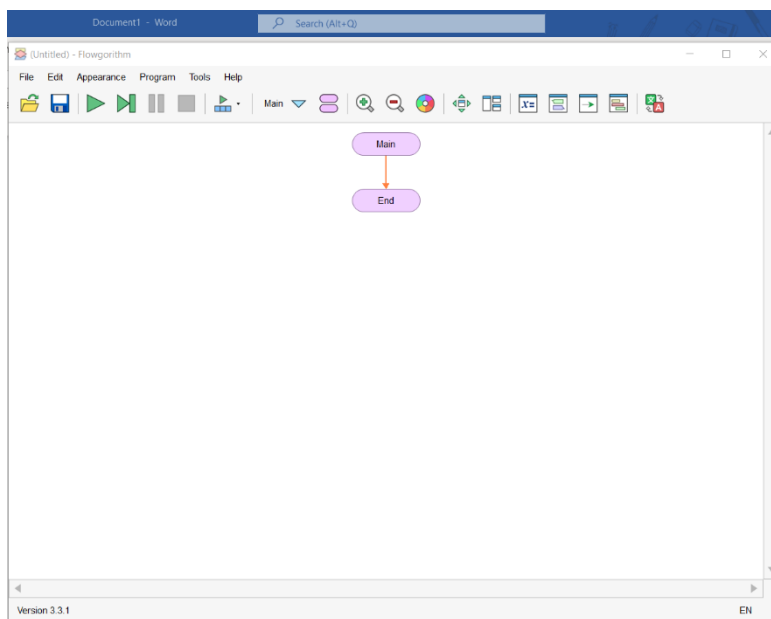 Document1 - Word
Search (Alt+Q)
(Untitled) - Flowgorithm
File Edit Appearance Program Tools Help
Main
X=
Main
End
Version 3.3.1
EN